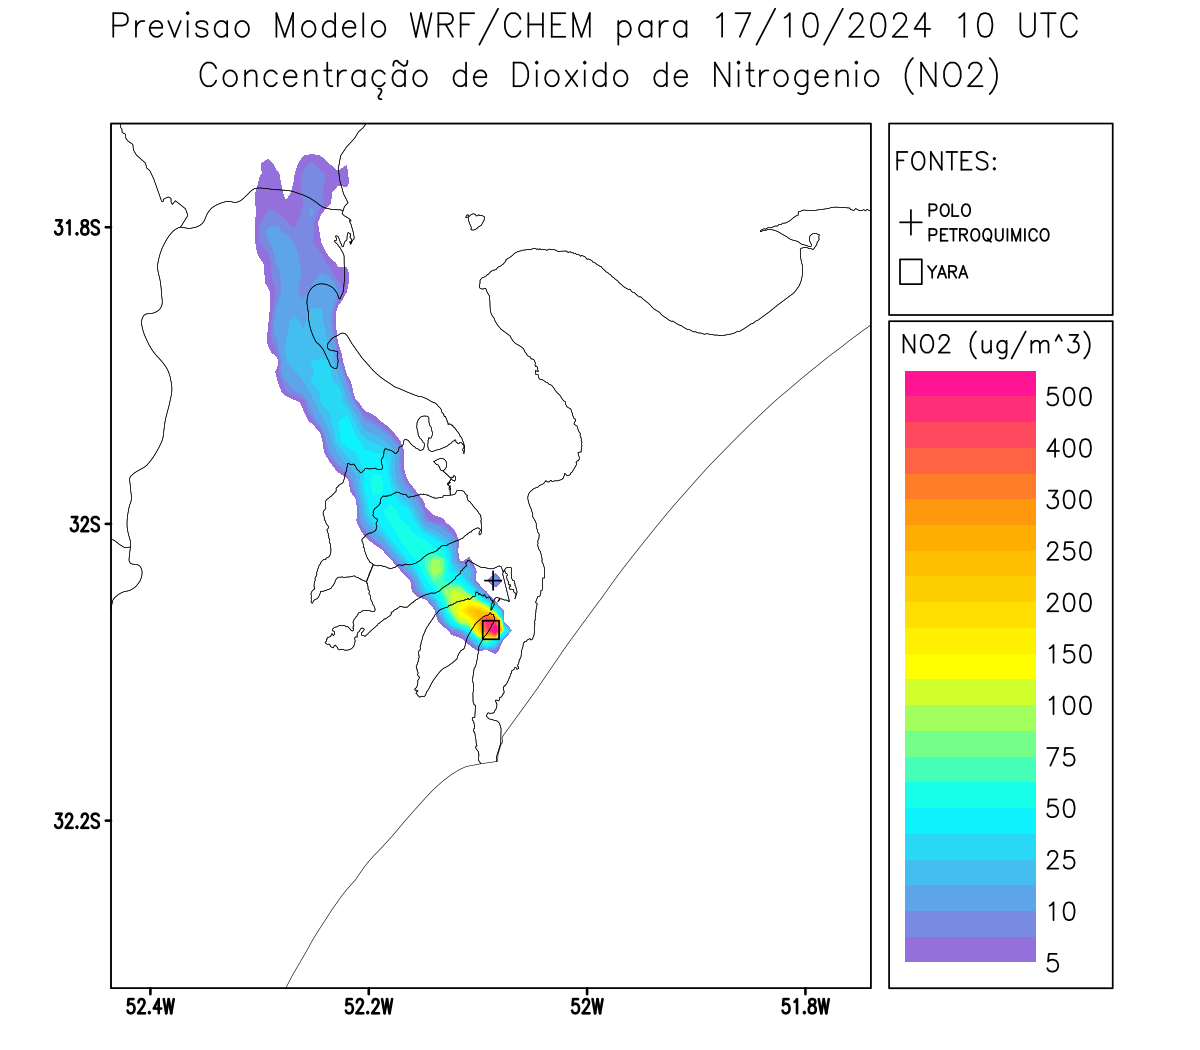 Previsao Modelo WRF/CHEM para 17/10/2024 10 UTC
Concentração de Dioxido de Nitrogenio (NO2)
FONTES:
POLO
PETROQUIMICO
YARA
NO2 (ug/m^3)
500
400
300
250
200
150
100
75
50
25
10
5
31.8S
32S
32.2S
52.4W
52.2W
52W
51.8W